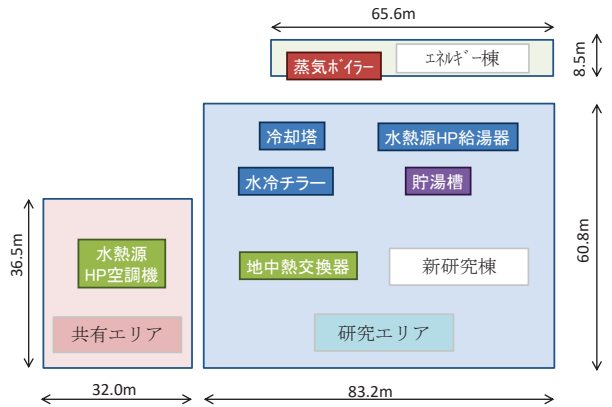 65.6m
蒸気ﾎﾞｲﾗｰ
ｴﾈﾙｷﾞｰ棟
8.5m
冷却塔
水熱源HP給湯器
水冷チラー
貯湯槽
36.5m
水熱源
HP空調機
地中熱交換器
新研究棟
60.8m
共有エリア
研究エリア
32.0m
83.2m